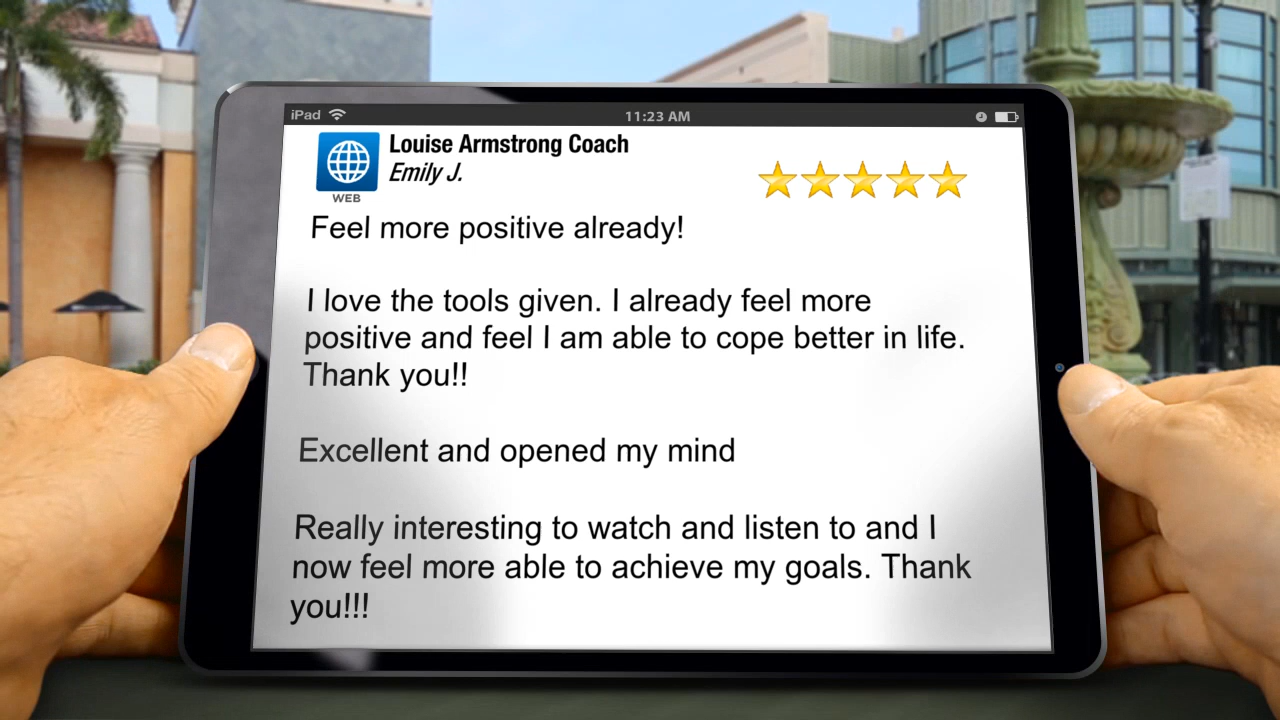 iPad
11:23 AM
Louise Armstrong Coach
Emily J.
WEB
Feel more positive already!
I love the tools given. I already feel more
positive and feel I am able to cope better in life.
Thank you!!
Excellent and opened my mind
Really interesting to watch and listen to and I
now feel more able to achieve my goals. Thank
you!!!